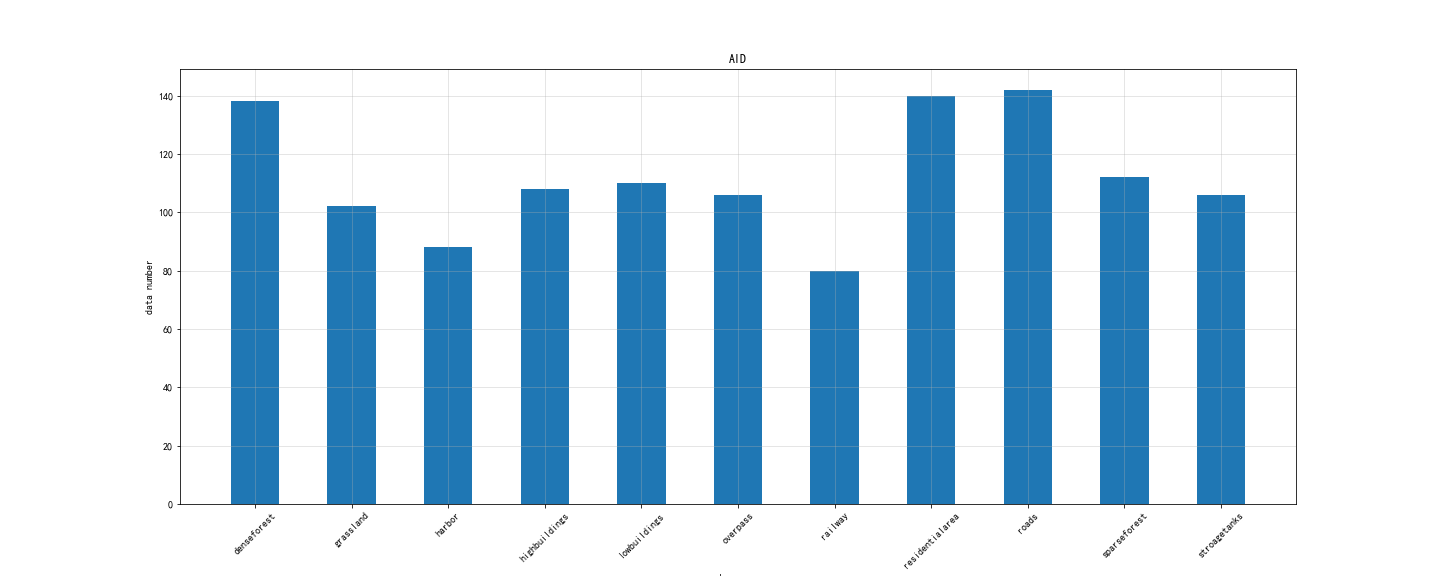 AID
140
120
100
80
60
40
20
0
data number
denseforest
grassland
harbor
highbuildings
lowbuildings
overpass
railway
residentialarea
roads
sparseforest
stroagetanks